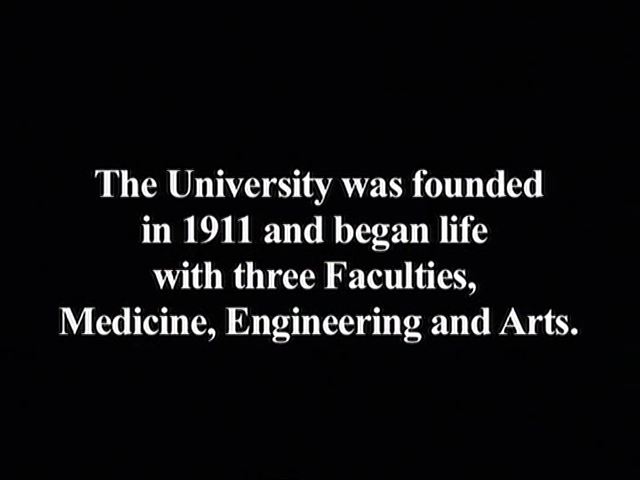 The University was founded
in 1911 and began life
with three Faculties,
Medicine, Engineering and Arts.